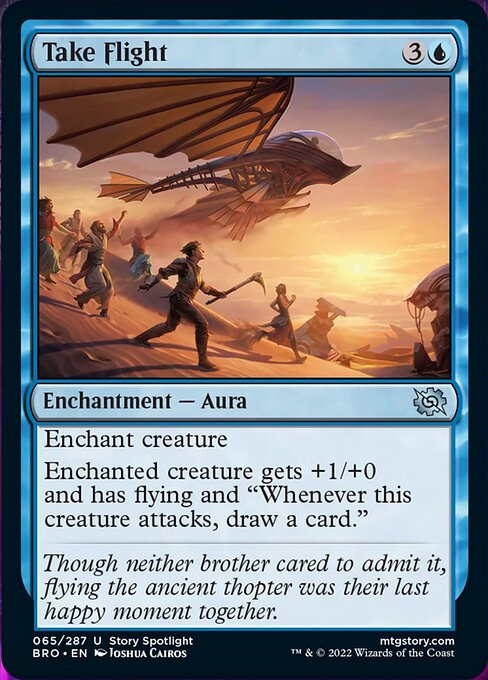 Take Flight 3
Enchantment — Aura
Enchant creature
Enchanted creature gets +1/+0
and has flying and “Whenever this
creature attacks, draw a card.”
Though neither brother cared to admit it,
flying the ancient thopter was their last
happy moment together.
065/287 U Story Spotlight mtgstory.com
BRO • EN Joshua Cairos ™ & © 2022 Wizards of the Coast